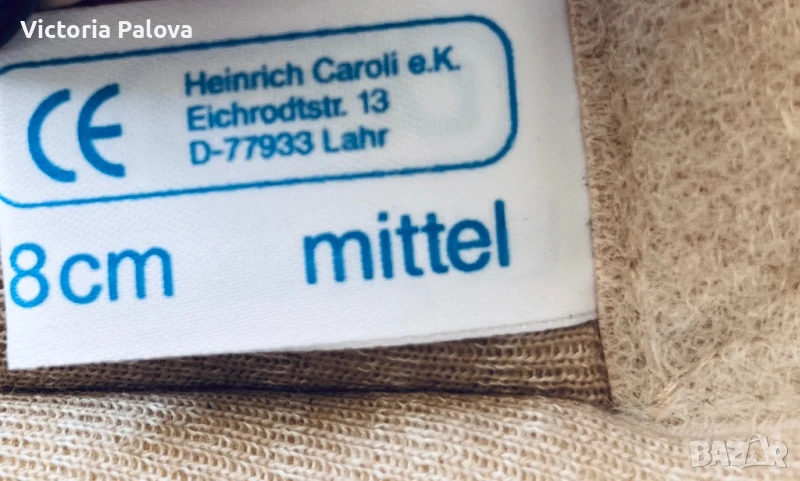 Victoria Palova
CE
Heinrich Caroli e.K.
Eichrodtstr. 13
D-77933 Lahr
8cm mittel
BAZAR